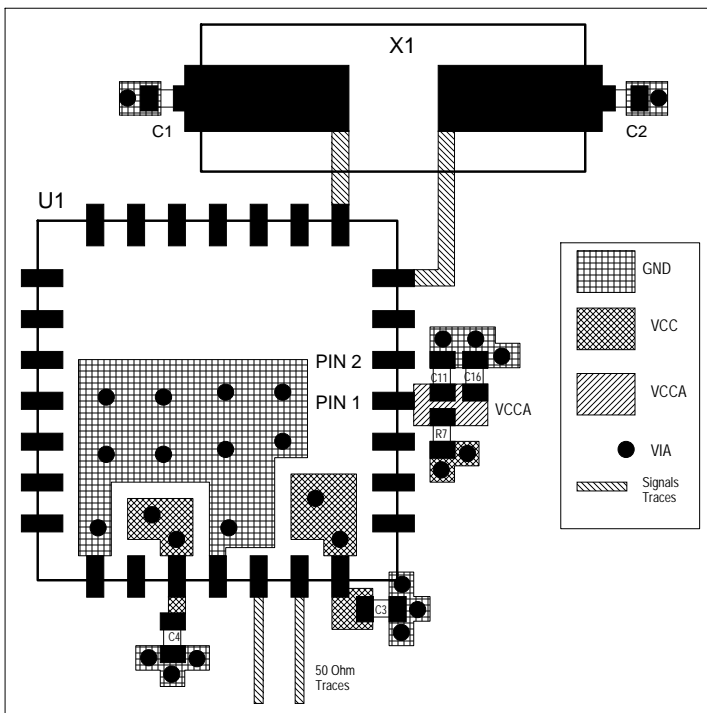 X1
C1
C2
U1
GND
VCC
VCCA
VIA
Signals
Traces
PIN 2
C11
C16
PIN 1
VCCA
R7
C3
C4
50 Ohm
Traces